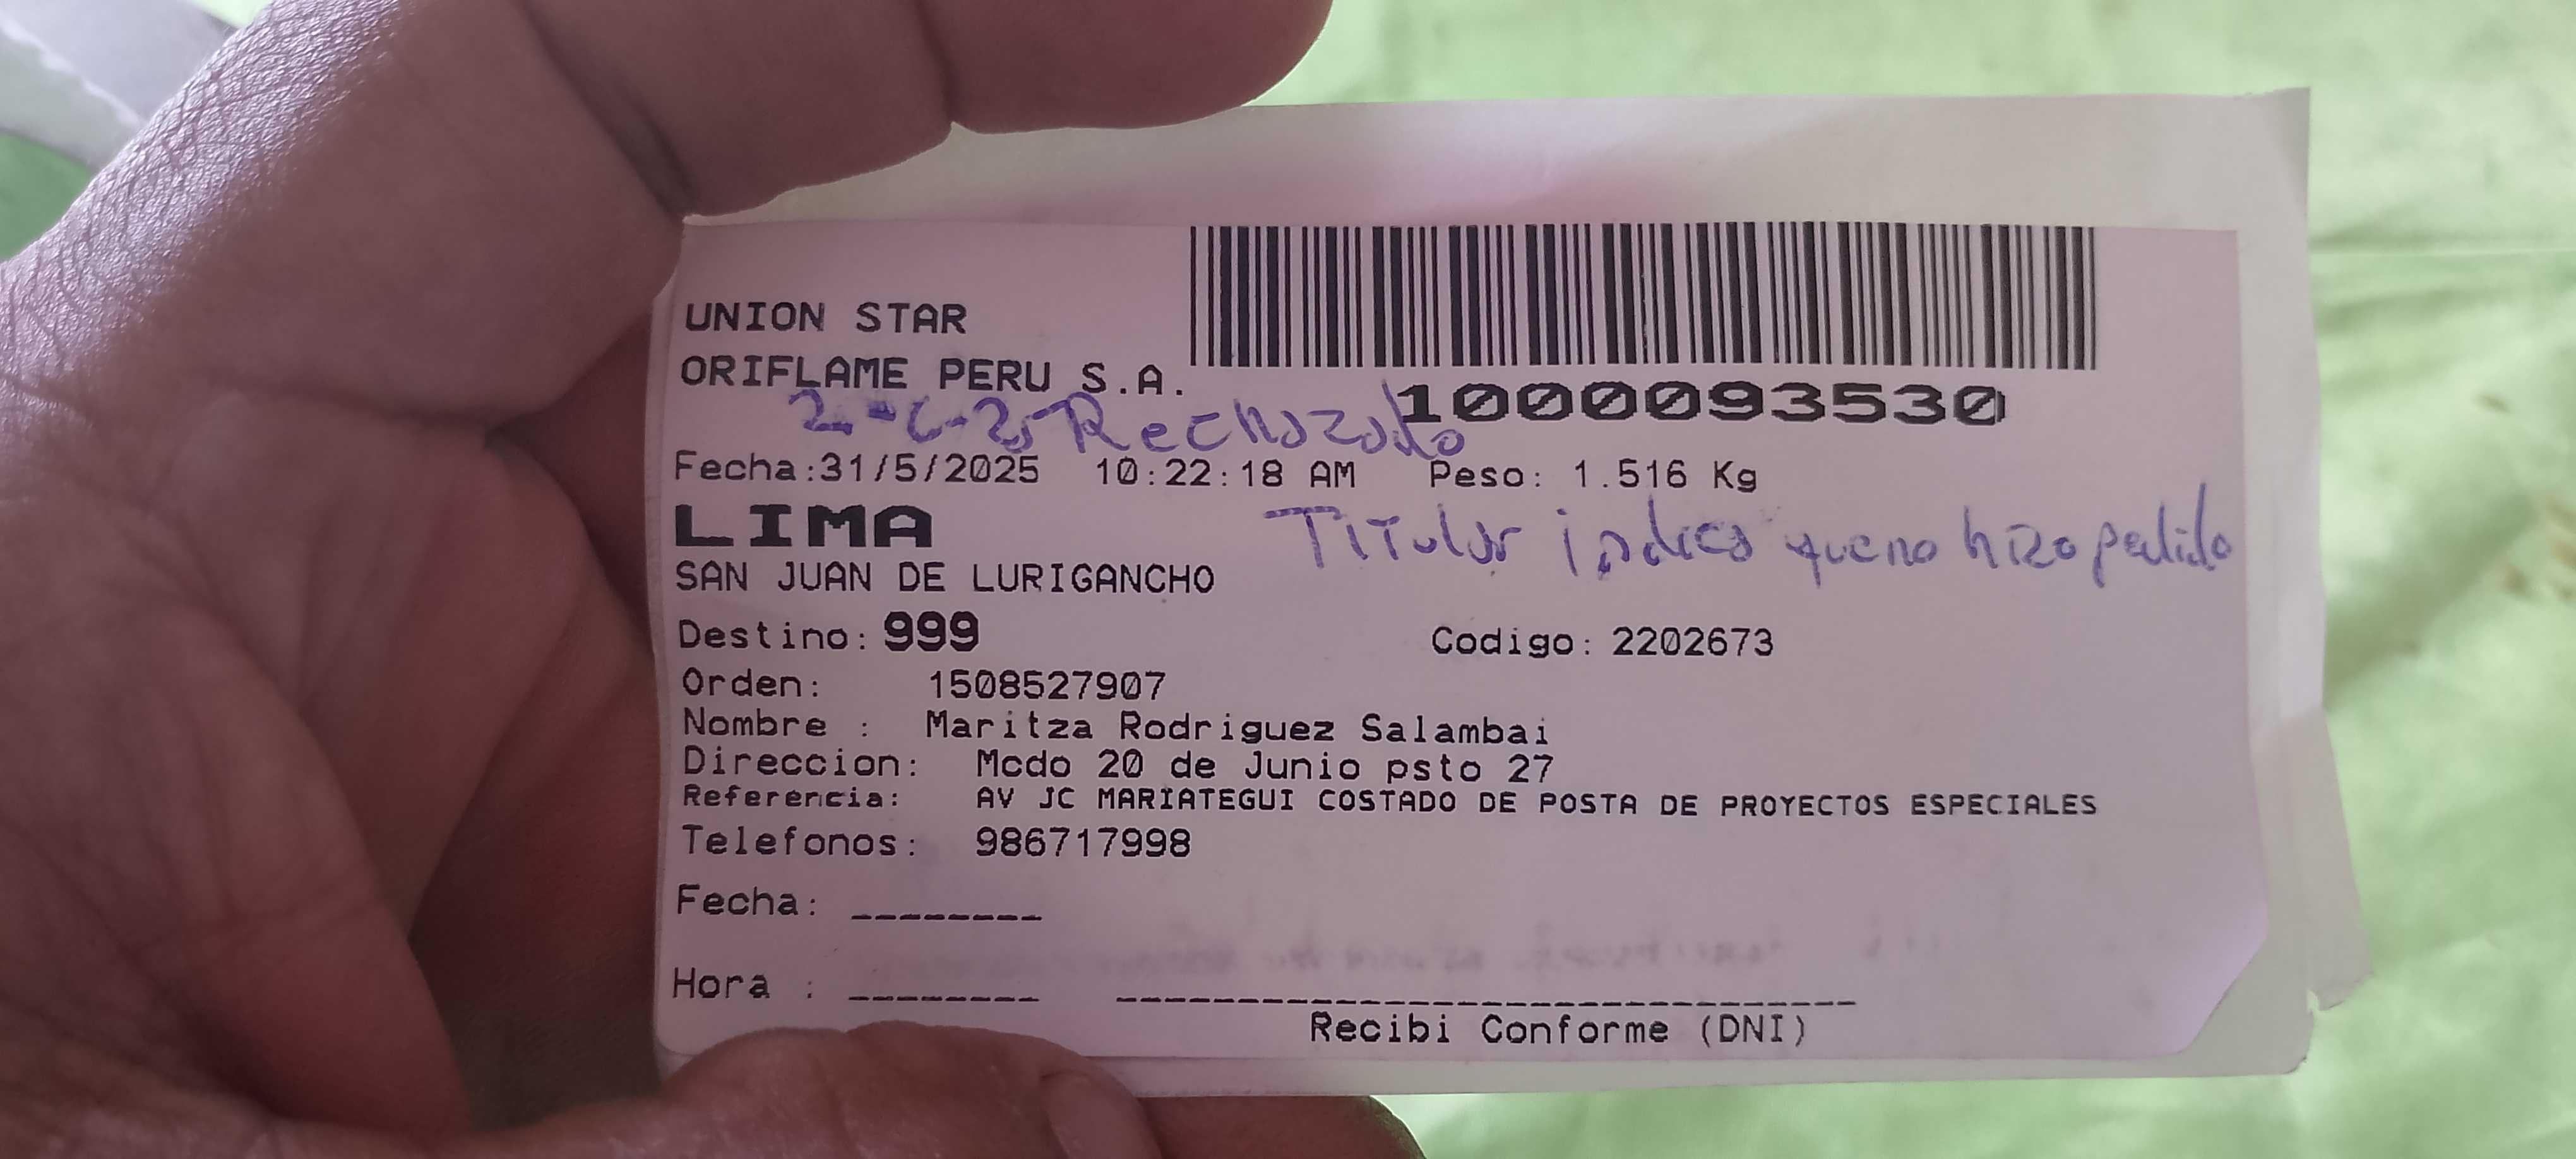 UNION STAR
ORIFLAME PERU S.A.
1000093530
2-6-25 Rechazado
Fecha:31/5/2025 10:22:18 AM Peso: 1.516 Kg
LIMA
Titular indica que no hizo pedido
SAN JUAN DE LURIGANCHO
Destino: 999 Codigo: 2202673
Orden: 1508527907
Nombre : Maritza Rodriguez Salambai
Direccion: Mcdo 20 de Junio psto 27
Referencia: AV JC MARIATEGUI COSTADO DE POSTA DE PROYECTOS ESPECIALES
Telefonos: 986717998
Fecha: ________
Hora : ________
Recibi Conforme (DNI)